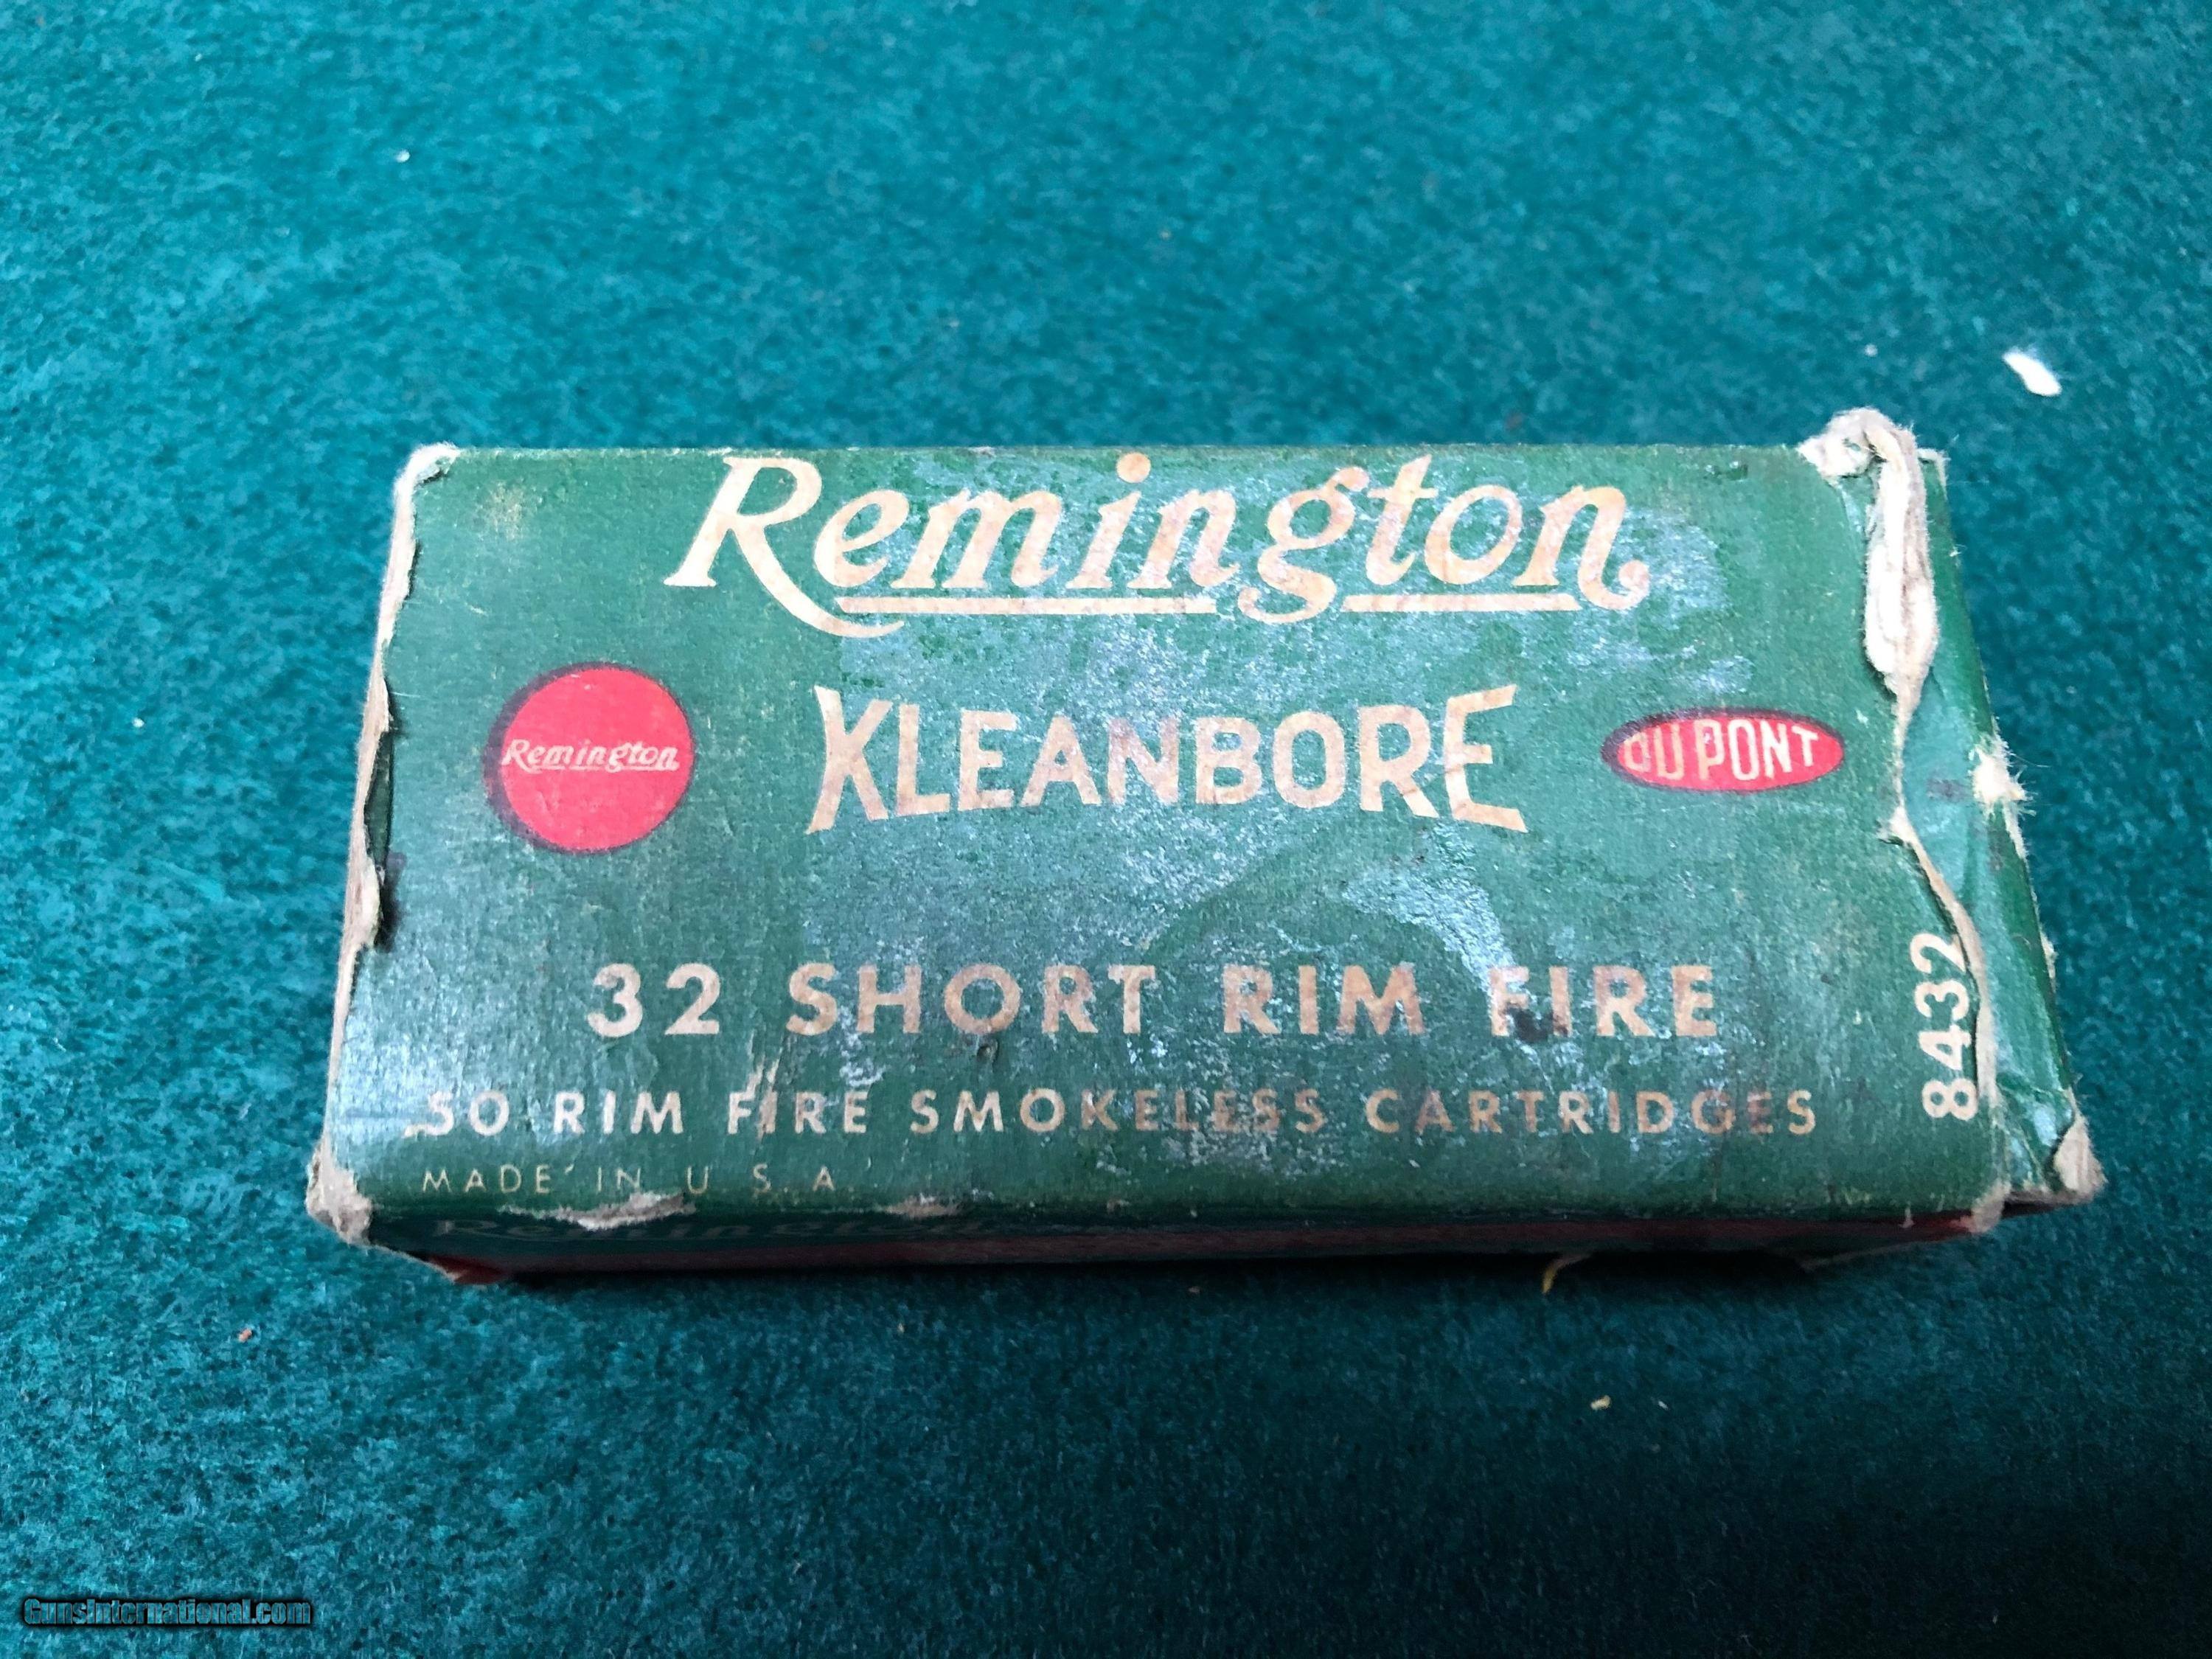 Remington
Remington
KLEANBORE
DU PONT
32 SHORT RIM FIRE
8432
50 RIM FIRE SMOKELESS CARTRIDGES
MADE IN U.S.A.
Remington
GunsInternational.com